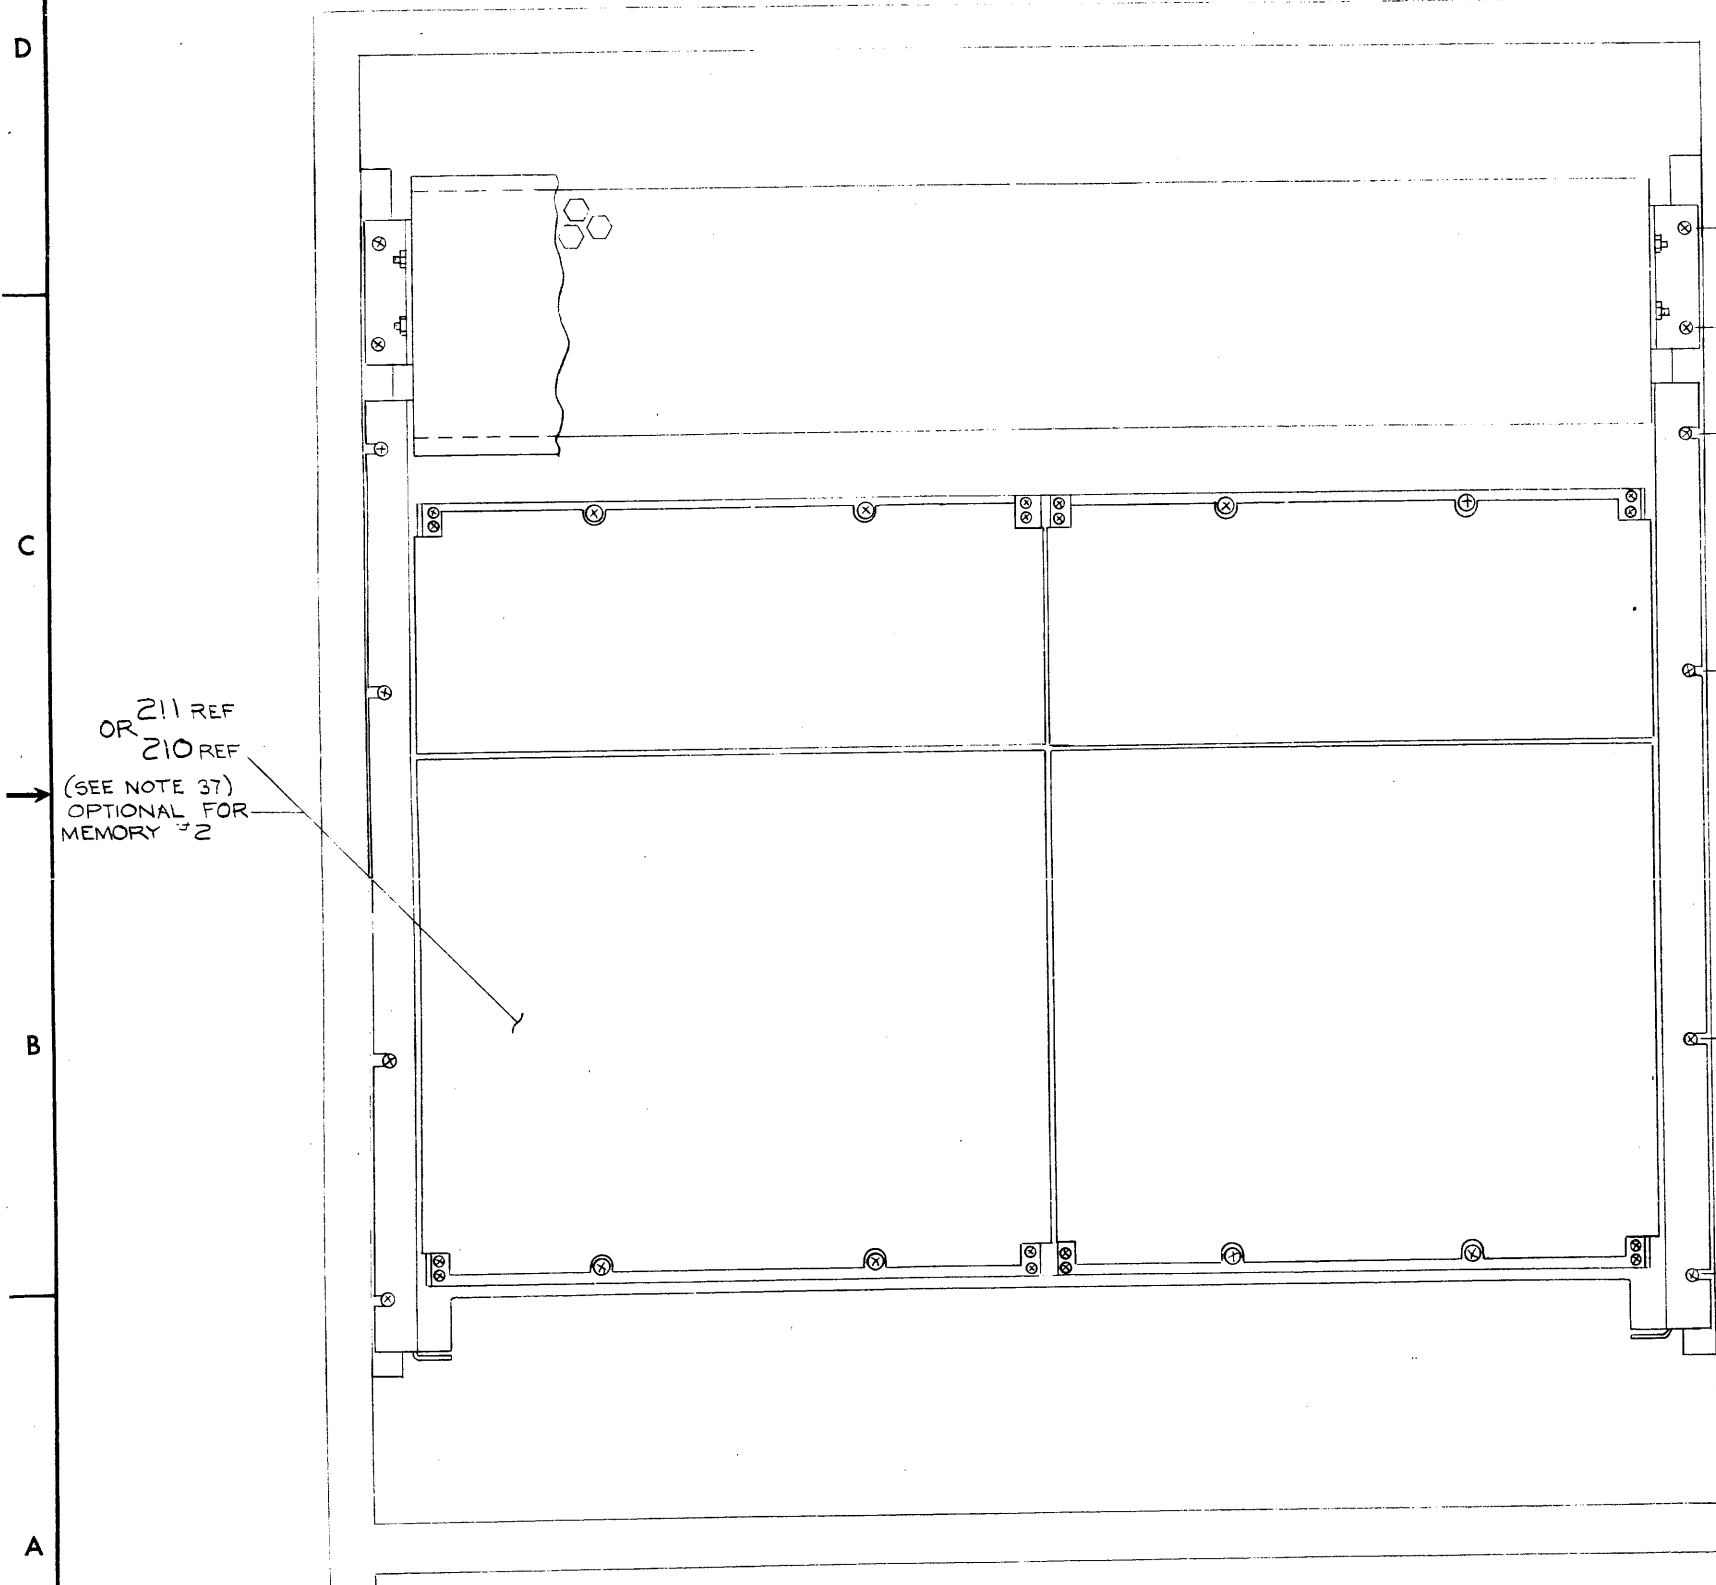 D
C
211 REF
OR
210 REF
(SEE NOTE 37)
OPTIONAL FOR
MEMORY #2
B
A